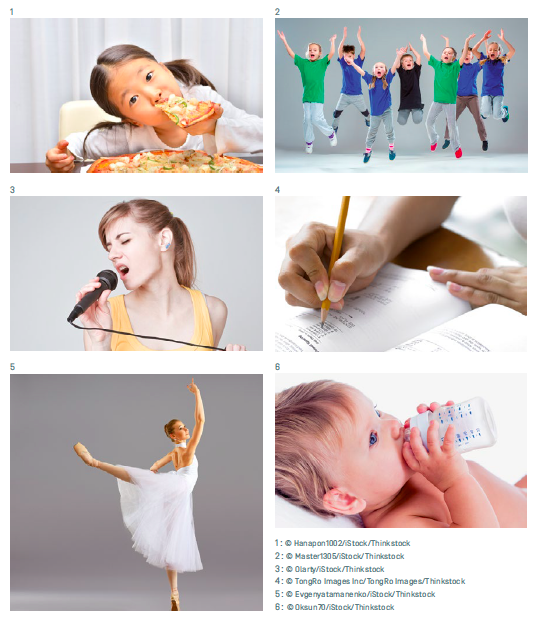 1
2
3
4
5
6
1 : © Hanapon1002/iStock/Thinkstock
2 : © Master1305/iStock/Thinkstock
3 : © Olarty/iStock/Thinkstock
4 : © TongRo Images Inc/TongRo Images/Thinkstock
5 : © Evgenyatamanenko/iStock/Thinkstock
6 : © Oksun70/iStock/Thinkstock